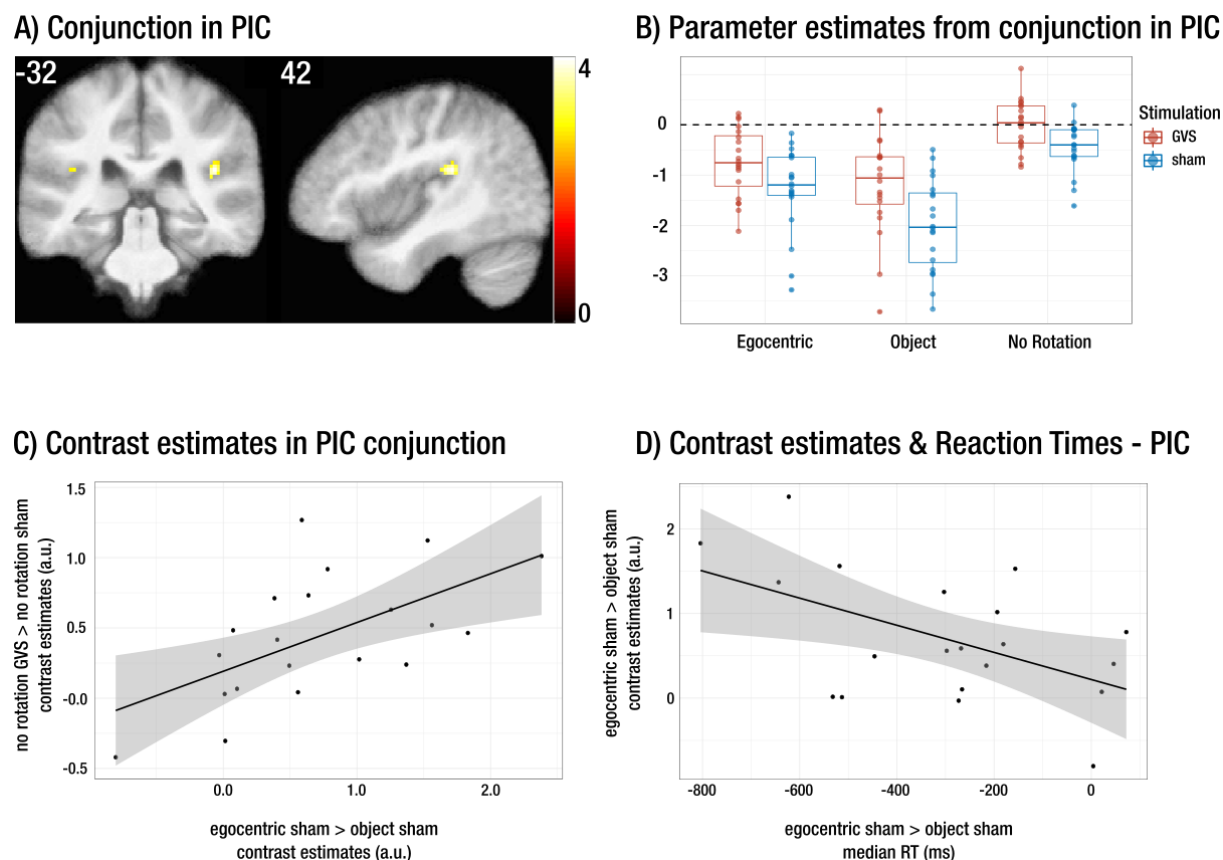 A) Conjunction in PIC
-32
42
4
0
B) Parameter estimates from conjunction in PIC
0
-1
-2
-3
Egocentric
Object
No Rotation
Stimulation
GVS
sham
C) Contrast estimates in PIC conjunction
no rotation GVS > no rotation sham
contrast estimates (a.u.)
1.5
1.0
0.5
-0.0
-0.5
0.0
1.0
2.0
egocentric sham > object sham
contrast estimates (a.u.)
D) Contrast estimates & Reaction Times - PIC
egocentric sham > object sham
contrast estimates (a.u.)
2
1
0
-800
-600
-400
-200
0
egocentric sham > object sham
median RT (ms)